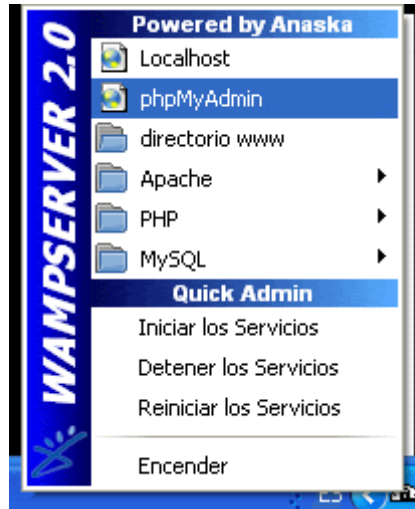 WAMPSERVER 2.0
Powered by Anaska
Localhost
phpMyAdmin
directorio www
Apache
PHP
MySQL
Quick Admin
Iniciar los Servicios
Detener los Servicios
Reiniciar los Servicios
Encender
ES